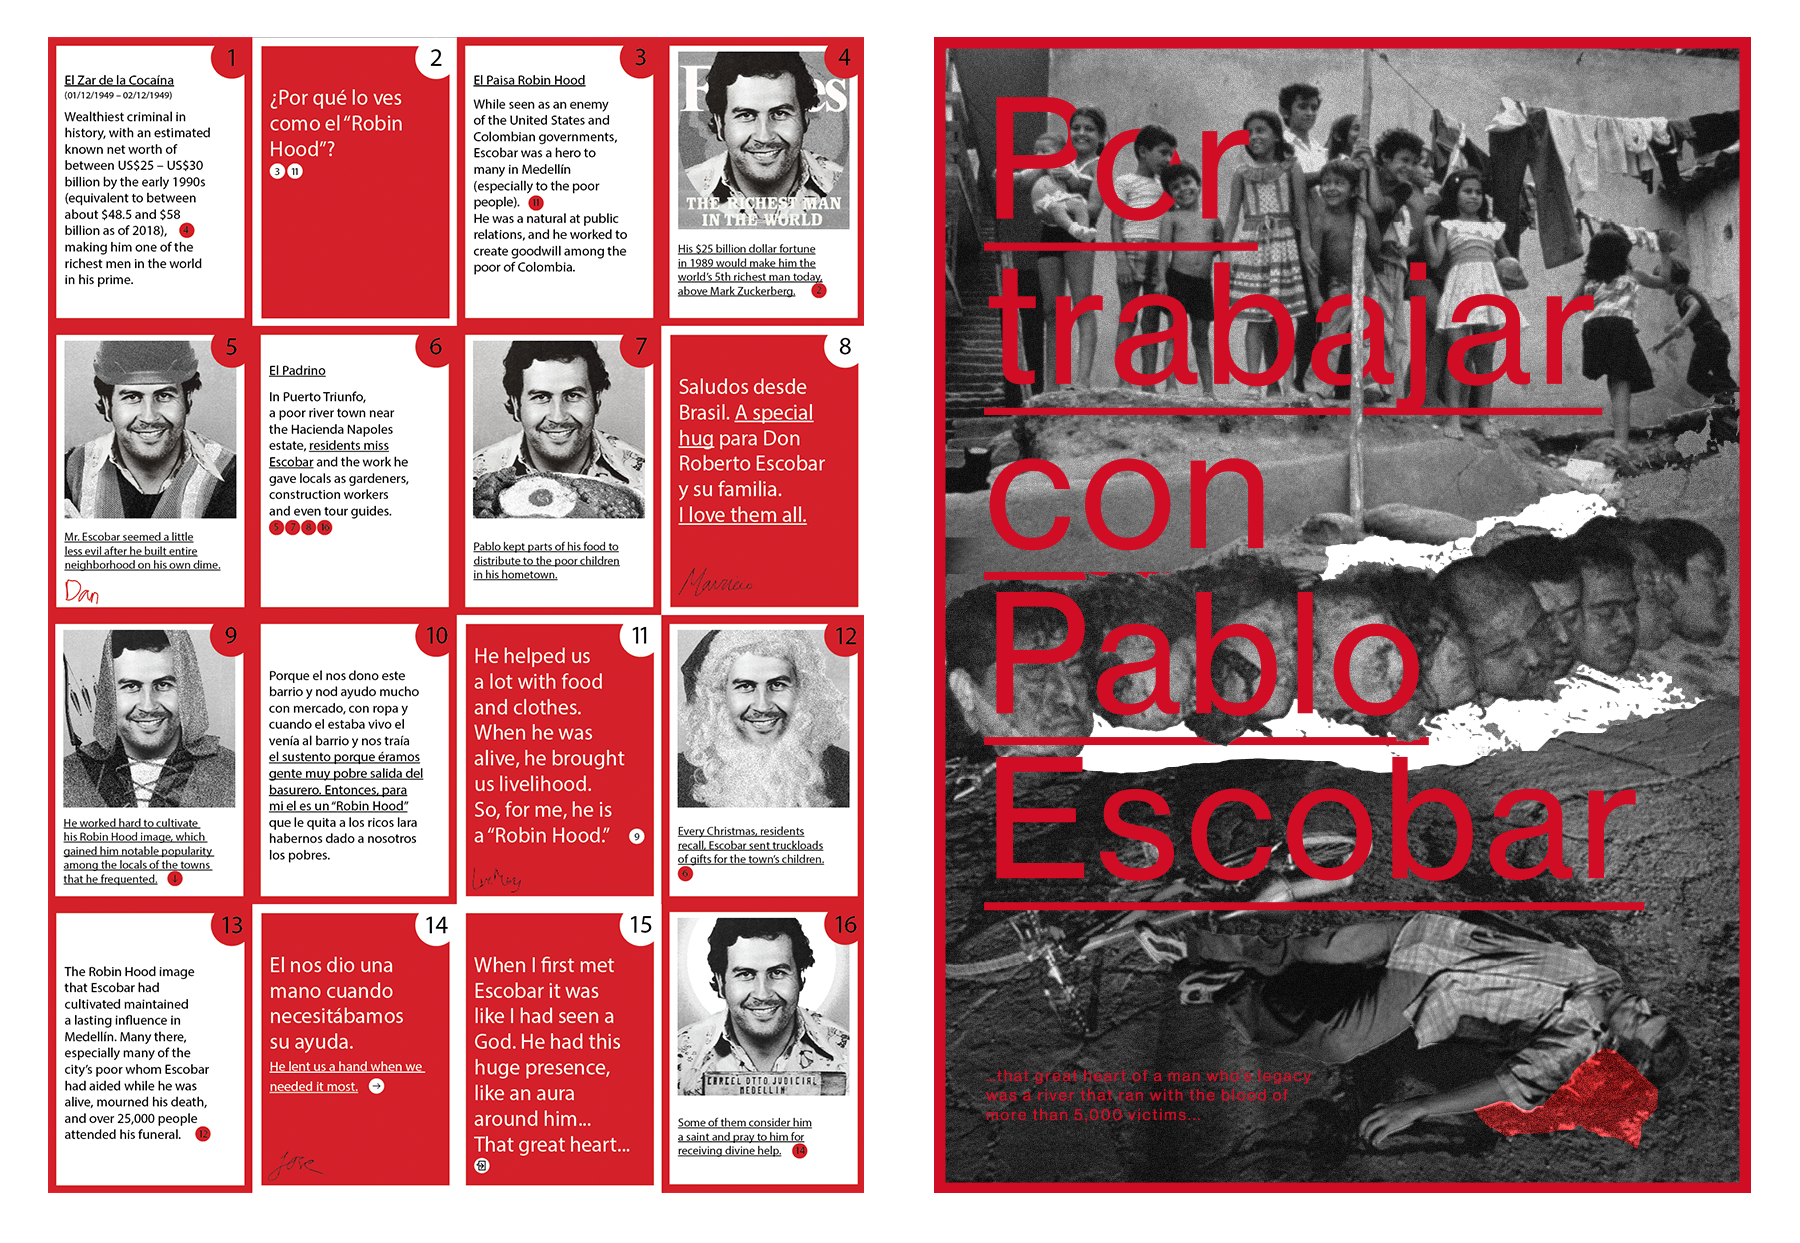 1
El Zar de la Cocaína
(01/12/1949 – 02/12/1949)
Wealthiest criminal in
history, with an estimated
known net worth of
between US$25 – US$30
billion by the early 1990s
(equivalent to between
about $48.5 and $58
billion as of 2018), 4
making him one of the
richest men in the world
in his prime.
2
¿Por qué lo ves
como el “Robin
Hood”?
3 11
3
El Paisa Robin Hood
While seen as an enemy
of the United States and
Colombian governments,
Escobar was a hero to
many in Medellín
(especially to the poor
people). 11
He was a natural at public
relations, and he worked to
create goodwill among the
poor of Colombia.
4
THE RICHEST MAN
IN THE WORLD
His $25 billion dollar fortune
in 1989 would make him the
world’s 5th richest man today,
above Mark Zuckerberg. 2
5
Mr. Escobar seemed a little
less evil after he built entire
neighborhood on his own dime.
Dan
6
El Padrino
In Puerto Triunfo,
a poor river town near
the Hacienda Napoles
estate, residents miss
Escobar and the work he
gave locals as gardeners,
construction workers
and even tour guides.
5 7 8 16
7
Pablo kept parts of his food to
distribute to the poor children
in his hometown.
8
Saludos desde
Brasil. A special
hug para Don
Roberto Escobar
y su familia.
I love them all.
9
He worked hard to cultivate
his Robin Hood image, which
gained him notable popularity
among the locals of the towns
that he frequented.
10
Porque el nos dono este
barrio y nod ayudo mucho
con mercado, con ropa y
cuando el estaba vivo el
venía al barrio y nos traía
el sustento porque éramos
gente muy pobre salida del
basurero. Entonces, para
mi el es un “Robin Hood”
que le quita a los ricos lara
habernos dado a nosotros
los pobres.
11
He helped us
a lot with food
and clothes.
When he was
alive, he brought
us livelihood.
So, for me, he is
a “Robin Hood.” 9
12
Every Christmas, residents
recall, Escobar sent truckloads
of gifts for the town’s children.
6
13
The Robin Hood image
that Escobar had
cultivated maintained
a lasting influence in
Medellín. Many there,
especially many of the
city’s poor whom Escobar
had aided while he was
alive, mourned his death,
and over 25,000 people
attended his funeral. 12
14
El nos dio una
mano cuando
necesitábamos
su ayuda.
He lent us a hand when we
needed it most. →
Jose
15
When I first met
Escobar it was
like I had seen a
God. He had this
huge presence,
like an aura
around him...
That great heart...
16
CARCEL DTTO JUDICIAL
MEDELLIN
Some of them consider him
a saint and pray to him for
receiving divine help. 14
Por
trabajar
con
Pablo
Escobar
...that great heart of a man who’s legacy
was a river that ran with the blood of
more than 5,000 victims...